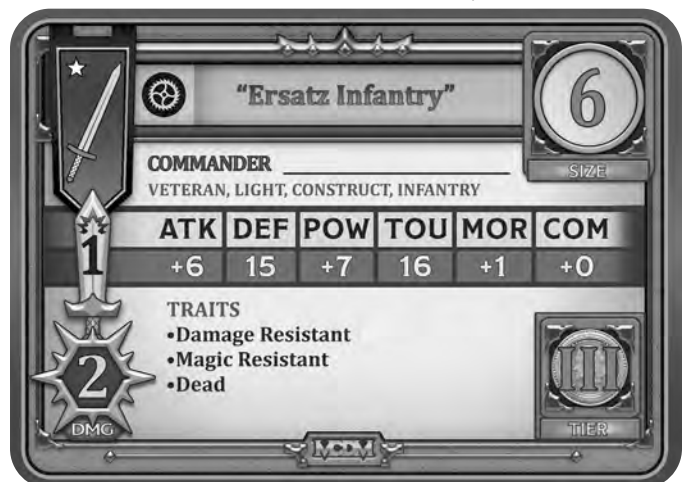 “Ersatz Infantry”
6
SIZE
COMMANDER
VETERAN, LIGHT, CONSTRUCT, INFANTRY
ATK DEF POW TOU MOR COM
1
+6 15 +7 16 +1 +0
TRAITS
•Damage Resistant
•Magic Resistant
•Dead
2
DMG
III
TIER
MCDM